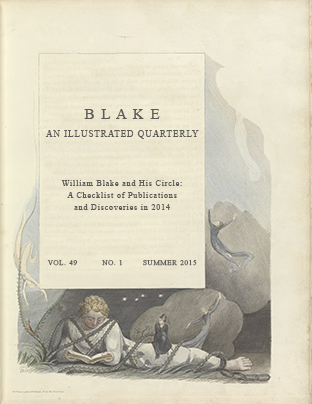 BLAKE
AN ILLUSTRATED QUARTERLY
William Blake and His Circle:
A Checklist of Publications
and Discoveries in 2014
VOL. 49 NO. 1 SUMMER 2015